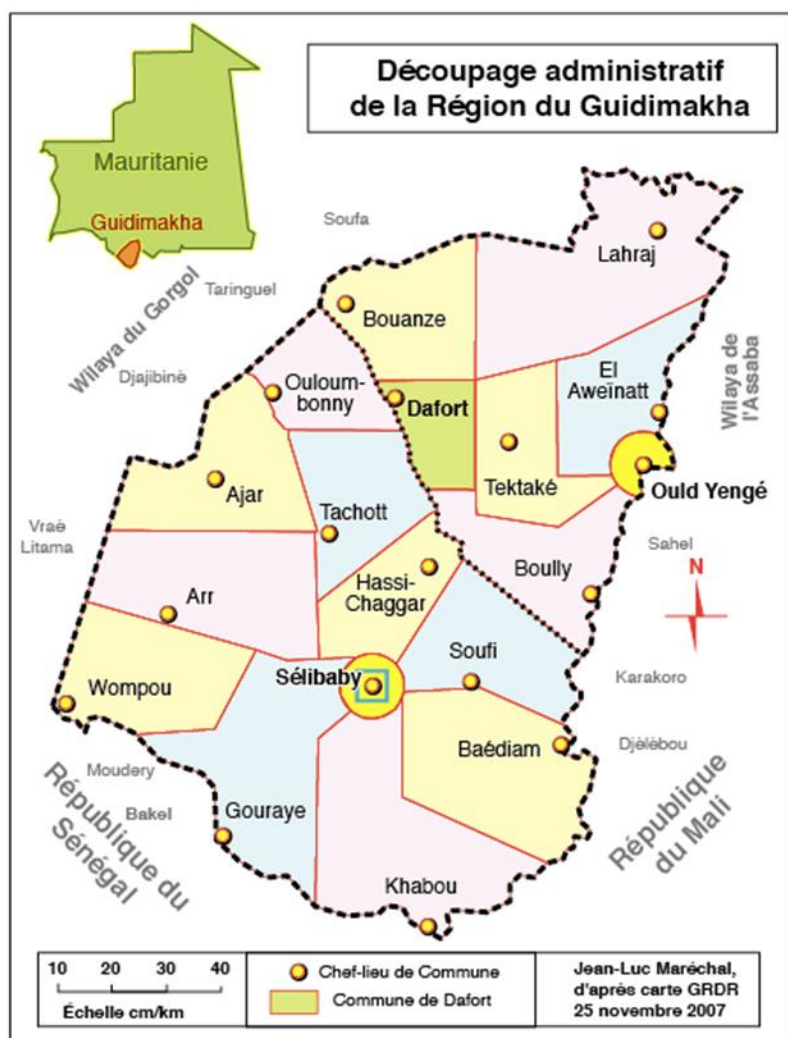 Découpage administratif
de la Région du Guidimakha
Mauritanie
Guidimakha
Soufa
Taringuel
Wilaya du Gorgol
Djajibinè
Lahraj
Bouanze
Ouloum-
bonny
Dafort
El
Aweïnatt
Wilaya de
l'Assaba
Ajar
Tektaké
Ould Yengé
Tachott
Vraè
Litama
Sahel
Boully
N
Arr
Hassi-
Chaggar
Soufi
Sélibaby
Karakoro
Wompou
Baédiam
Djèlèbou
Moudery
Bakel
République du
Sénégal
Gouraye
République
du Mali
Khabou
10 20 30 40
Échelle cm/km
Chef-lieu de Commune
Commune de Dafort
Jean-Luc Maréchal,
d'après carte GRDR
25 novembre 2007